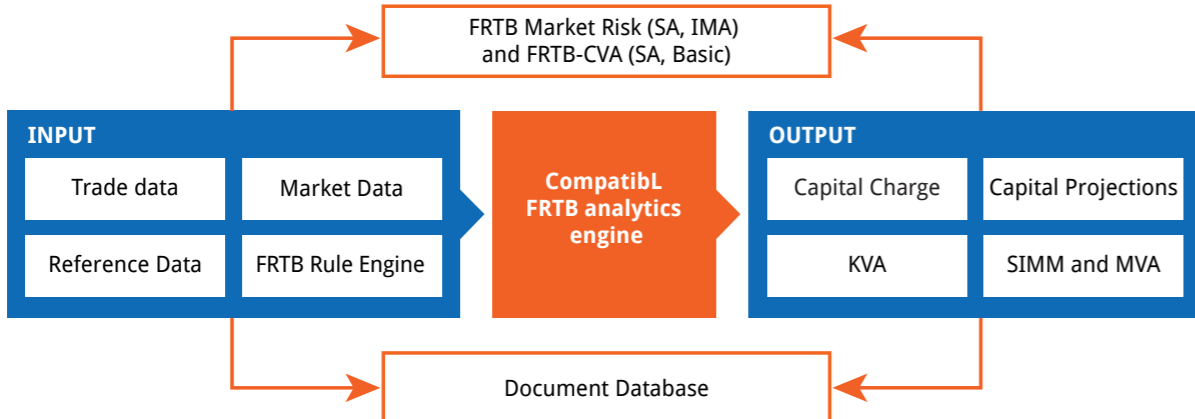 FRTB Market Risk (SA, IMA)
and FRTB-CVA (SA, Basic)
INPUT
Trade data
Market Data
Reference Data
FRTB Rule Engine
CompatibL
FRTB analytics
engine
OUTPUT
Capital Charge
Capital Projections
KVA
SIMM and MVA
Document Database